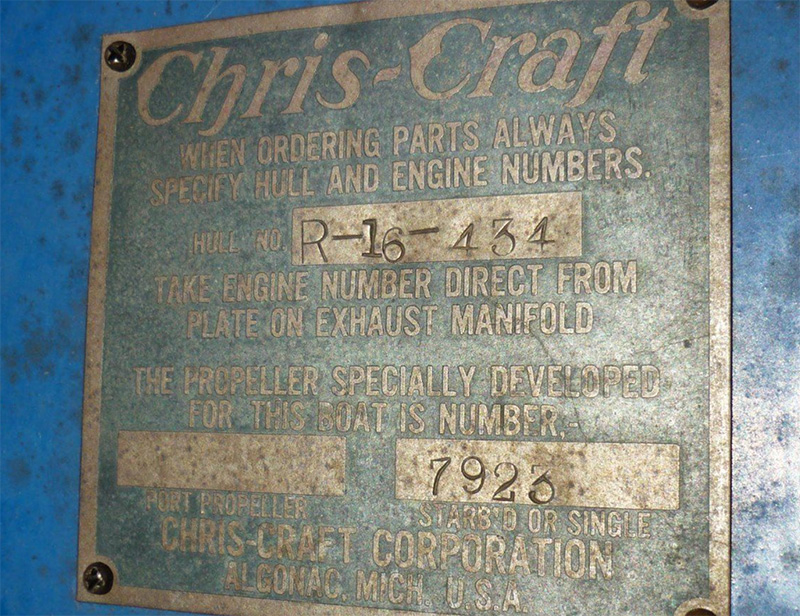 Chris-Craft
WHEN ORDERING PARTS ALWAYS
SPECIFY HULL AND ENGINE NUMBERS.
HULL NO. R-16-434
TAKE ENGINE NUMBER DIRECT FROM
PLATE ON EXHAUST MANIFOLD
THE PROPELLER SPECIALLY DEVELOPED
FOR THIS BOAT IS NUMBER,-
7923
PORT PROPELLER STARB'D OR SINGLE
CHRIS-CRAFT CORPORATION
ALGONAC, MICH. U.S.A.